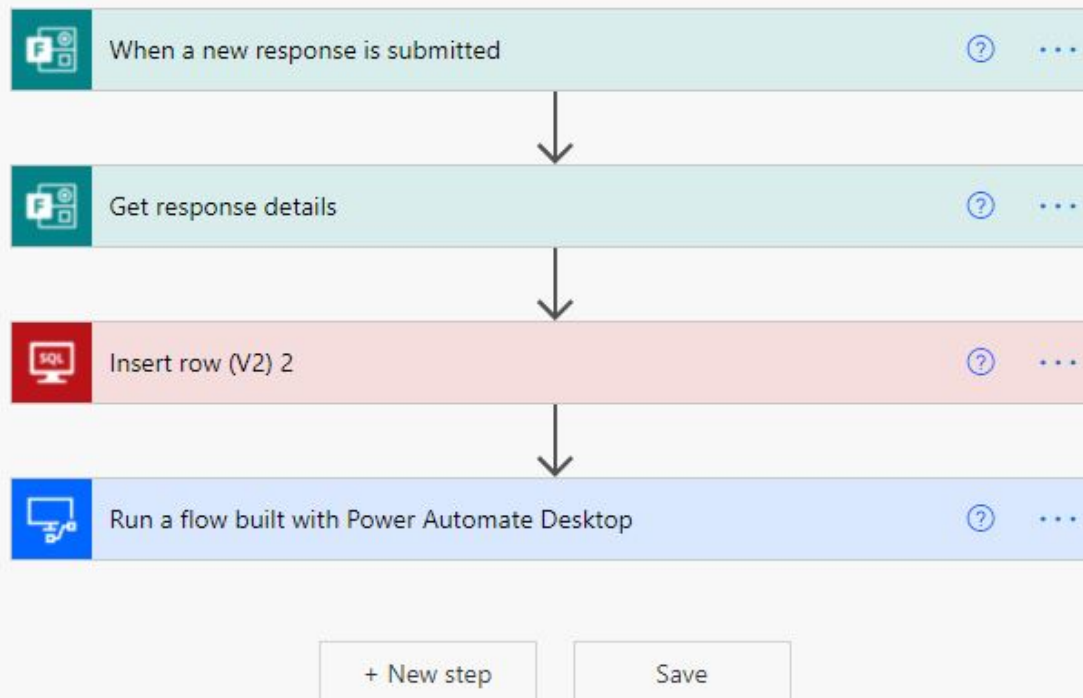 When a new response is submitted
Get response details
SQL
Insert row (V2) 2
Run a flow built with Power Automate Desktop
+ New step
Save